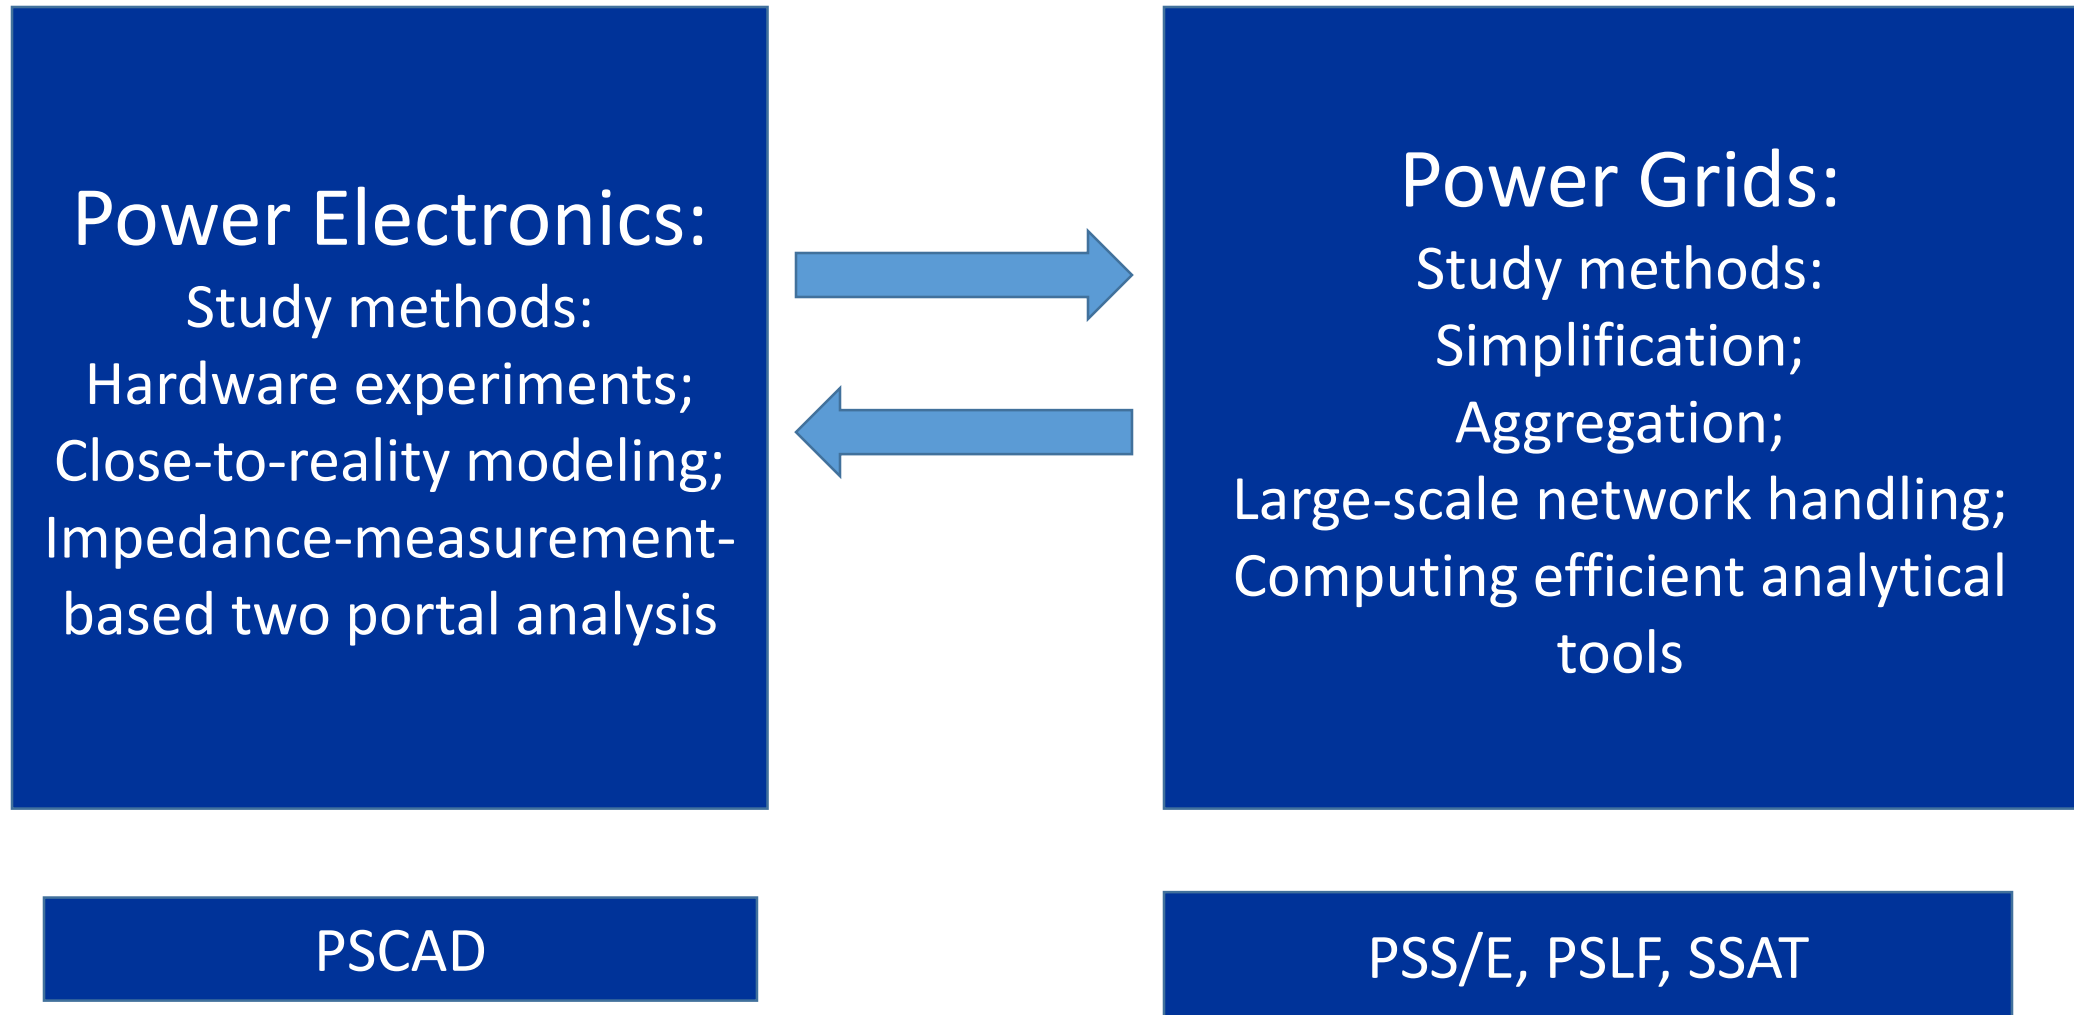 Power Electronics:
Study methods:
Hardware experiments;
Close-to-reality modeling;
Impedance-measurement-
based two portal analysis
Power Grids:
Study methods:
Simplification;
Aggregation;
Large-scale network handling;
Computing efficient analytical
tools
PSCAD
PSS/E, PSLF, SSAT